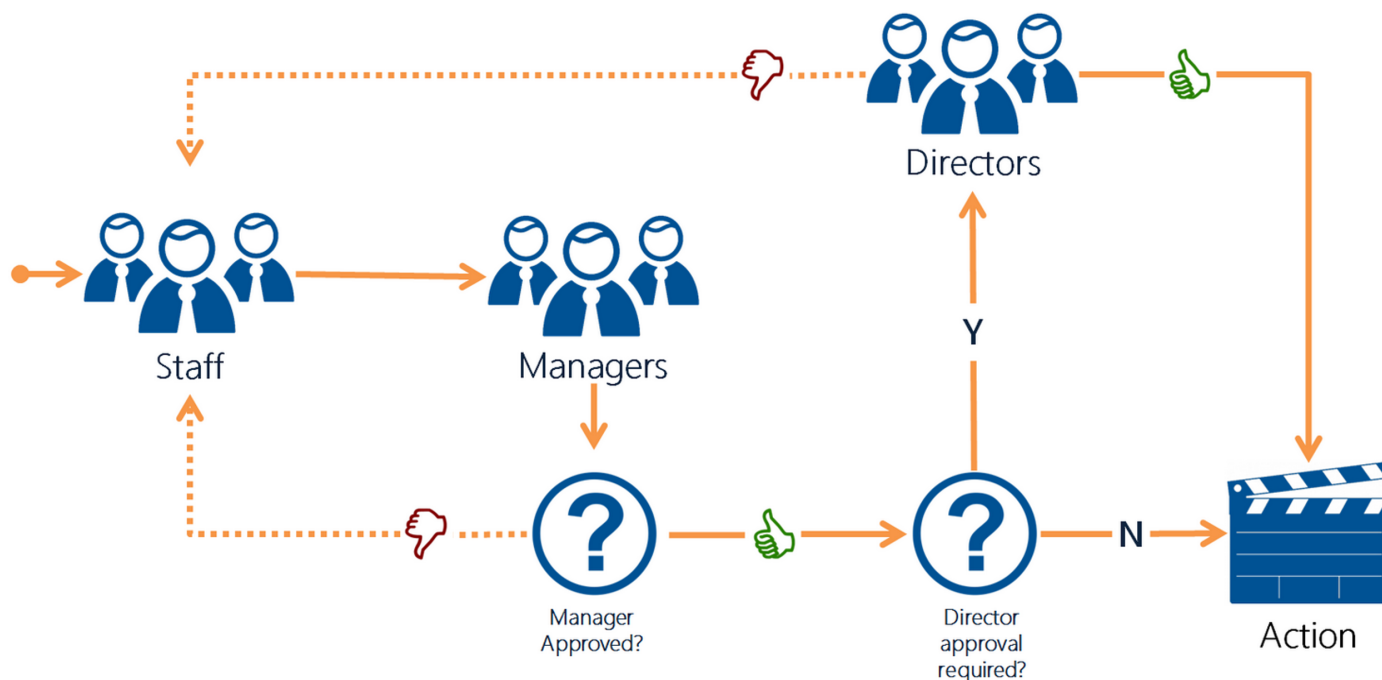 Directors
Staff
Managers
Y
N
Manager
Approved?
Director
approval
required?
Action